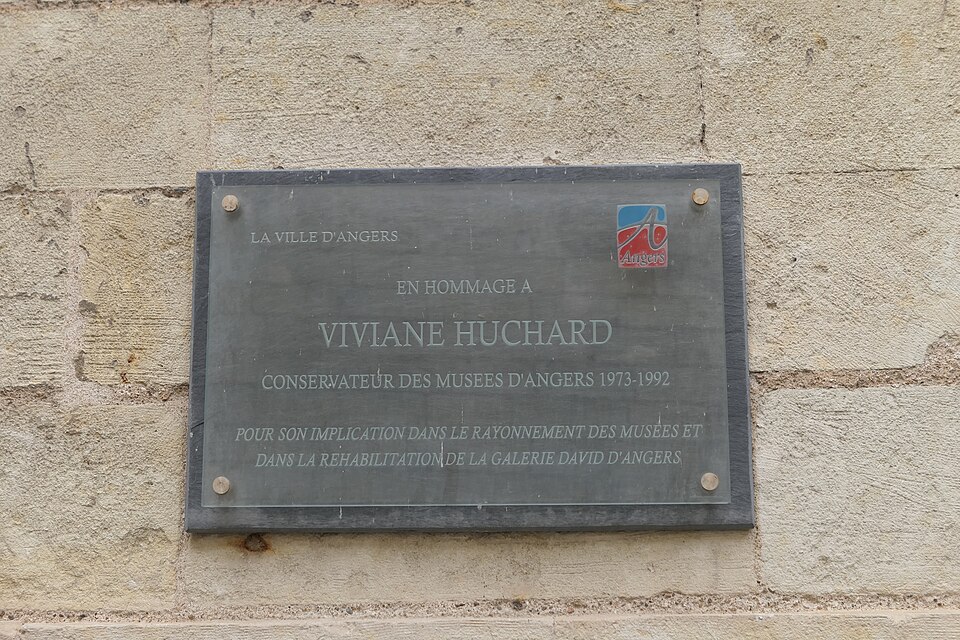 LA VILLE D'ANGERS
Angers
EN HOMMAGE A
VIVIANE HUCHARD
CONSERVATEUR DES MUSEES D'ANGERS 1973-1992
POUR SON IMPLICATION DANS LE RAYONNEMENT DES MUSEES ET
DANS LA REHABILITATION DE LA GALERIE DAVID D'ANGERS